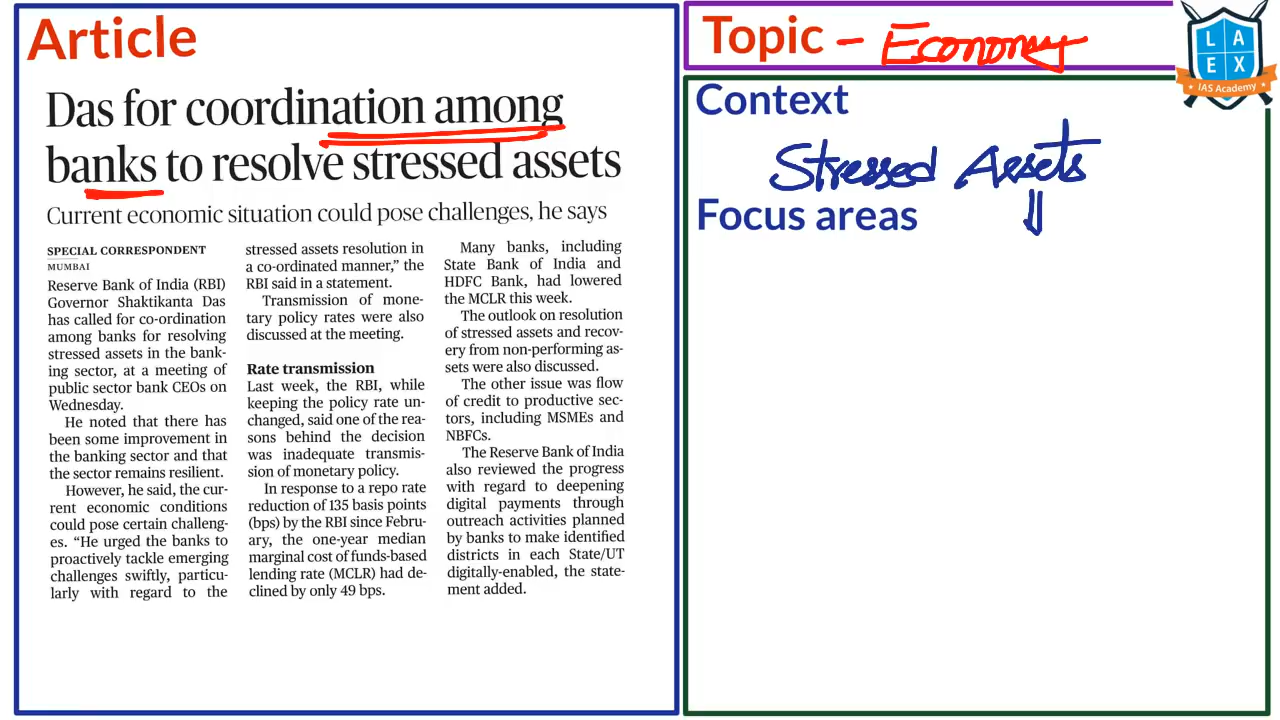 Article
Das for coordination among
banks to resolve stressed assets
Current economic situation could pose challenges, he says
SPECIAL CORRESPONDENT
MUMBAI
Reserve Bank of India (RBI)
Governor Shaktikanta Das
has called for co-ordination
among banks for resolving
stressed assets in the bank-
ing sector, at a meeting of
public sector bank CEOs on
Wednesday.
He noted that there has
been some improvement in
the banking sector and that
the sector remains resilient.
However, he said, the cur-
rent economic conditions
could pose certain challeng-
es. “He urged the banks to
proactively tackle emerging
challenges swiftly, particu-
larly with regard to the
stressed assets resolution in
a co-ordinated manner,” the
RBI said in a statement.
Transmission of mone-
tary policy rates were also
discussed at the meeting.
Rate transmission
Last week, the RBI, while
keeping the policy rate un-
changed, said one of the rea-
sons behind the decision
was inadequate transmis-
sion of monetary policy.
In response to a repo rate
reduction of 135 basis points
(bps) by the RBI since Febru-
ary, the one-year median
marginal cost of funds-based
lending rate (MCLR) had de-
clined by only 49 bps.
Many banks, including
State Bank of India and
HDFC Bank, had lowered
the MCLR this week.
The outlook on resolution
of stressed assets and recov-
ery from non-performing as-
sets were also discussed.
The other issue was flow
of credit to productive sec-
tors, including MSMEs and
NBFCs.
The Reserve Bank of India
also reviewed the progress
with regard to deepening
digital payments through
outreach activities planned
by banks to make identified
districts in each State/UT
digitally-enabled, the state-
ment added.
Topic - Economy
L A
E X
IAS Academy
Context
Stressed Assets
Focus areas